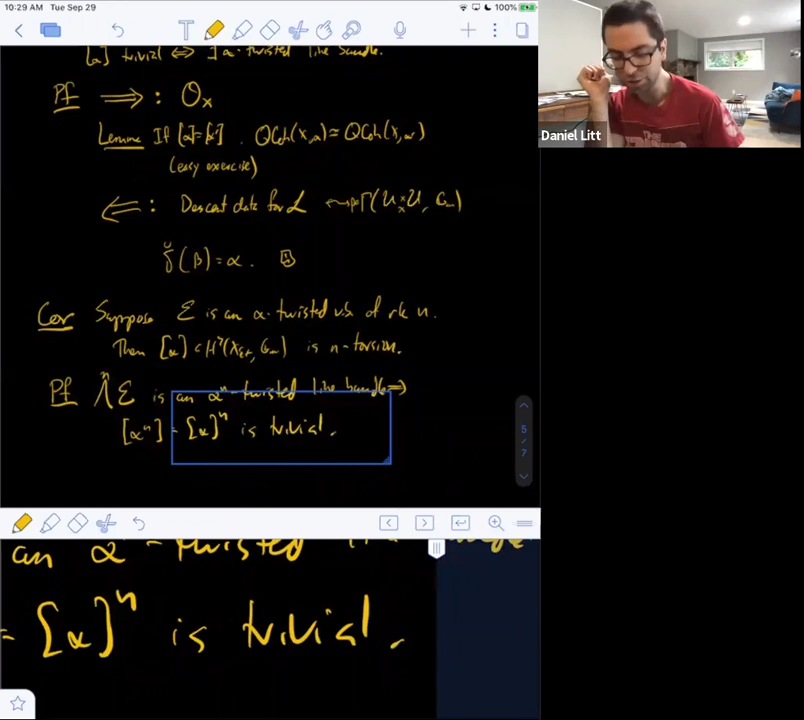 10:29 AM Tue Sep 29
100%
[α] trivial ⟺ ∃ α-twisted line bundle.
Pf ⟹ : O_X
Lemma If [α]=[α'], QCoh(X,α) ≃ QCoh(X,α')
(easy exercise)
⟸ : Descent data for L ⟷ β∈Γ(U×_X U, G_m)
δ̌(β)=α. ☺
Cor Suppose ℰ is an α-twisted v.b. of rk n.
Then [α] ∈ H²(X_ét, G_m) is n-torsion.
Pf Λⁿℰ is an αⁿ-twisted line bundle ⟹
[αⁿ] = [α]ⁿ is trivial.
5
/
7
an αⁿ-twisted
= [α]ⁿ is trivial.
Daniel Litt